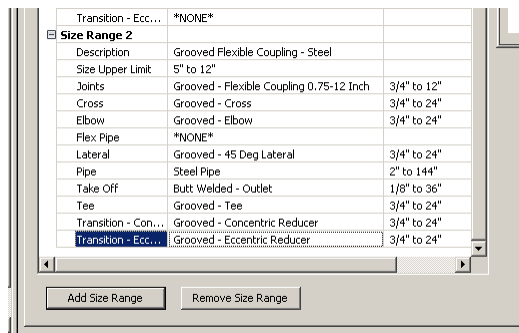 Transition - Ecc... *NONE*
Size Range 2
Description Grooved Flexible Coupling - Steel
Size Upper Limit 5" to 12"
Joints Grooved - Flexible Coupling 0.75-12 Inch 3/4" to 12"
Cross Grooved - Cross 3/4" to 24"
Elbow Grooved - Elbow 3/4" to 24"
Flex Pipe *NONE*
Lateral Grooved - 45 Deg Lateral 3/4" to 24"
Pipe Steel Pipe 2" to 144"
Take Off Butt Welded - Outlet 1/8" to 36"
Tee Grooved - Tee 3/4" to 24"
Transition - Con... Grooved - Concentric Reducer 3/4" to 24"
Transition - Ecc... Grooved - Eccentric Reducer 3/4" to 24"
Add Size Range Remove Size Range